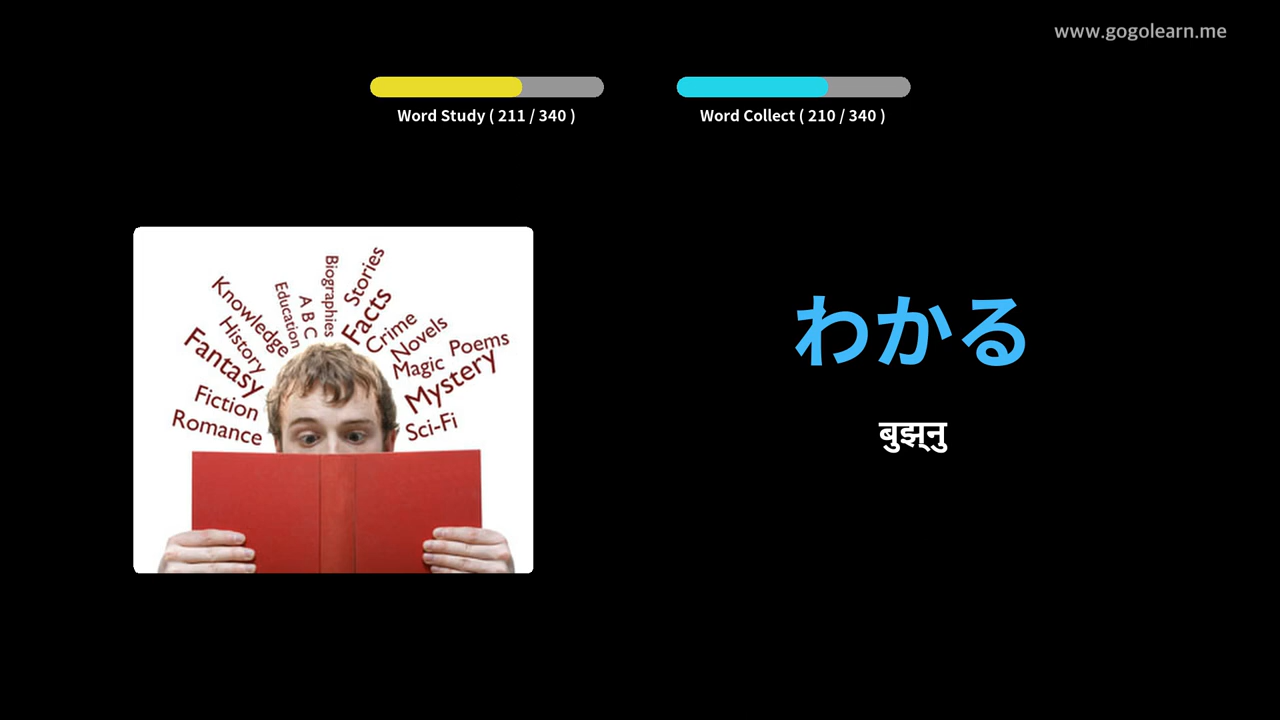 www.gogolearn.me
Word Study ( 211 / 340 )
Word Collect ( 210 / 340 )
Biographies
Stories
Education
A B C
Facts
Knowledge
Crime
History
Novels
Fantasy
Magic
Poems
Mystery
Fiction
Romance
Sci-Fi
わかる
बुझ्नु